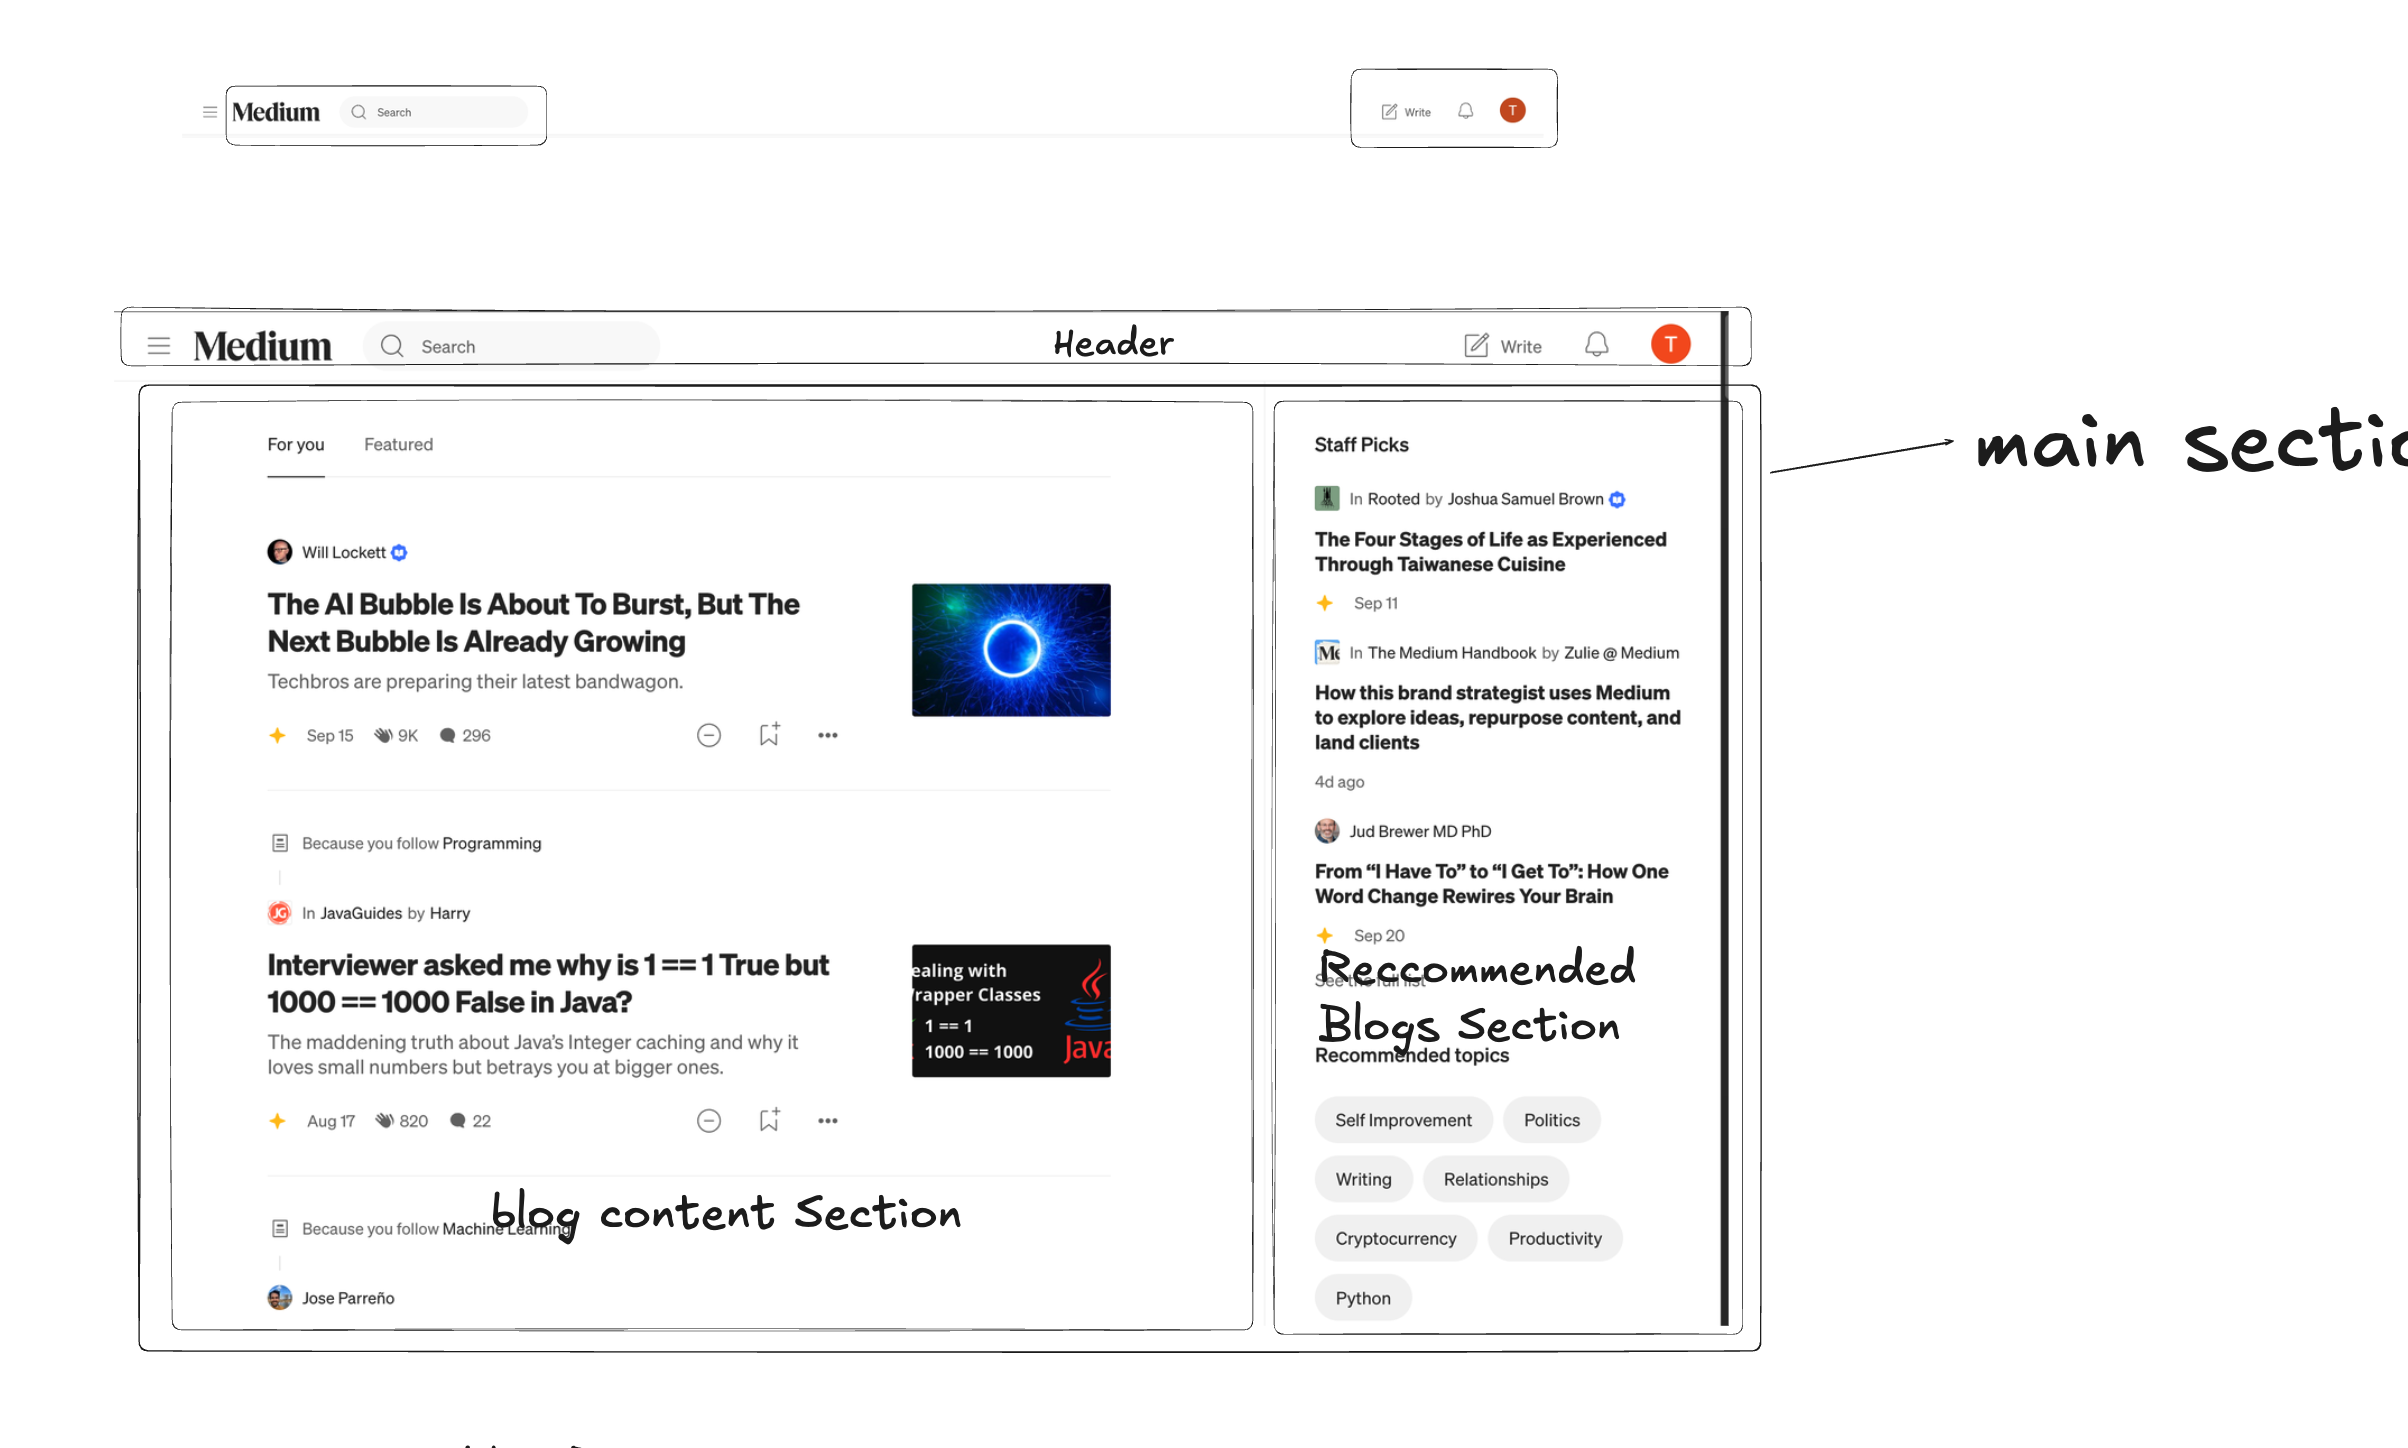 Medium Search Write T
Header
Medium Search Write T
main
For you Featured
Will Lockett
The AI Bubble Is About To Burst, But The
Next Bubble Is Already Growing
Techbros are preparing their latest bandwagon.
Sep 15 9K 296
Because you follow Programming
JG In JavaGuides by Harry
Interviewer asked me why is 1 == 1 True but
1000 == 1000 False in Java?
The maddening truth about Java's Integer caching and why it
loves small numbers but betrays you at bigger ones.
Aug 17 820 22
ealing with
rapper Classes
1 == 1
1000 == 1000
Java
blog content Section
Because you follow Machine Learning
Jose Parreño
Staff Picks
In Rooted by Joshua Samuel Brown
The Four Stages of Life as Experienced
Through Taiwanese Cuisine
Sep 11
In The Medium Handbook by Zulie @ Medium
How this brand strategist uses Medium
to explore ideas, repurpose content, and
land clients
4d ago
Jud Brewer MD PhD
From “I Have To” to “I Get To”: How One
Word Change Rewires Your Brain
Sep 20
Reccommended
See the full list
Blogs Section
Recommended topics
Self Improvement Politics
Writing Relationships
Cryptocurrency Productivity
Python